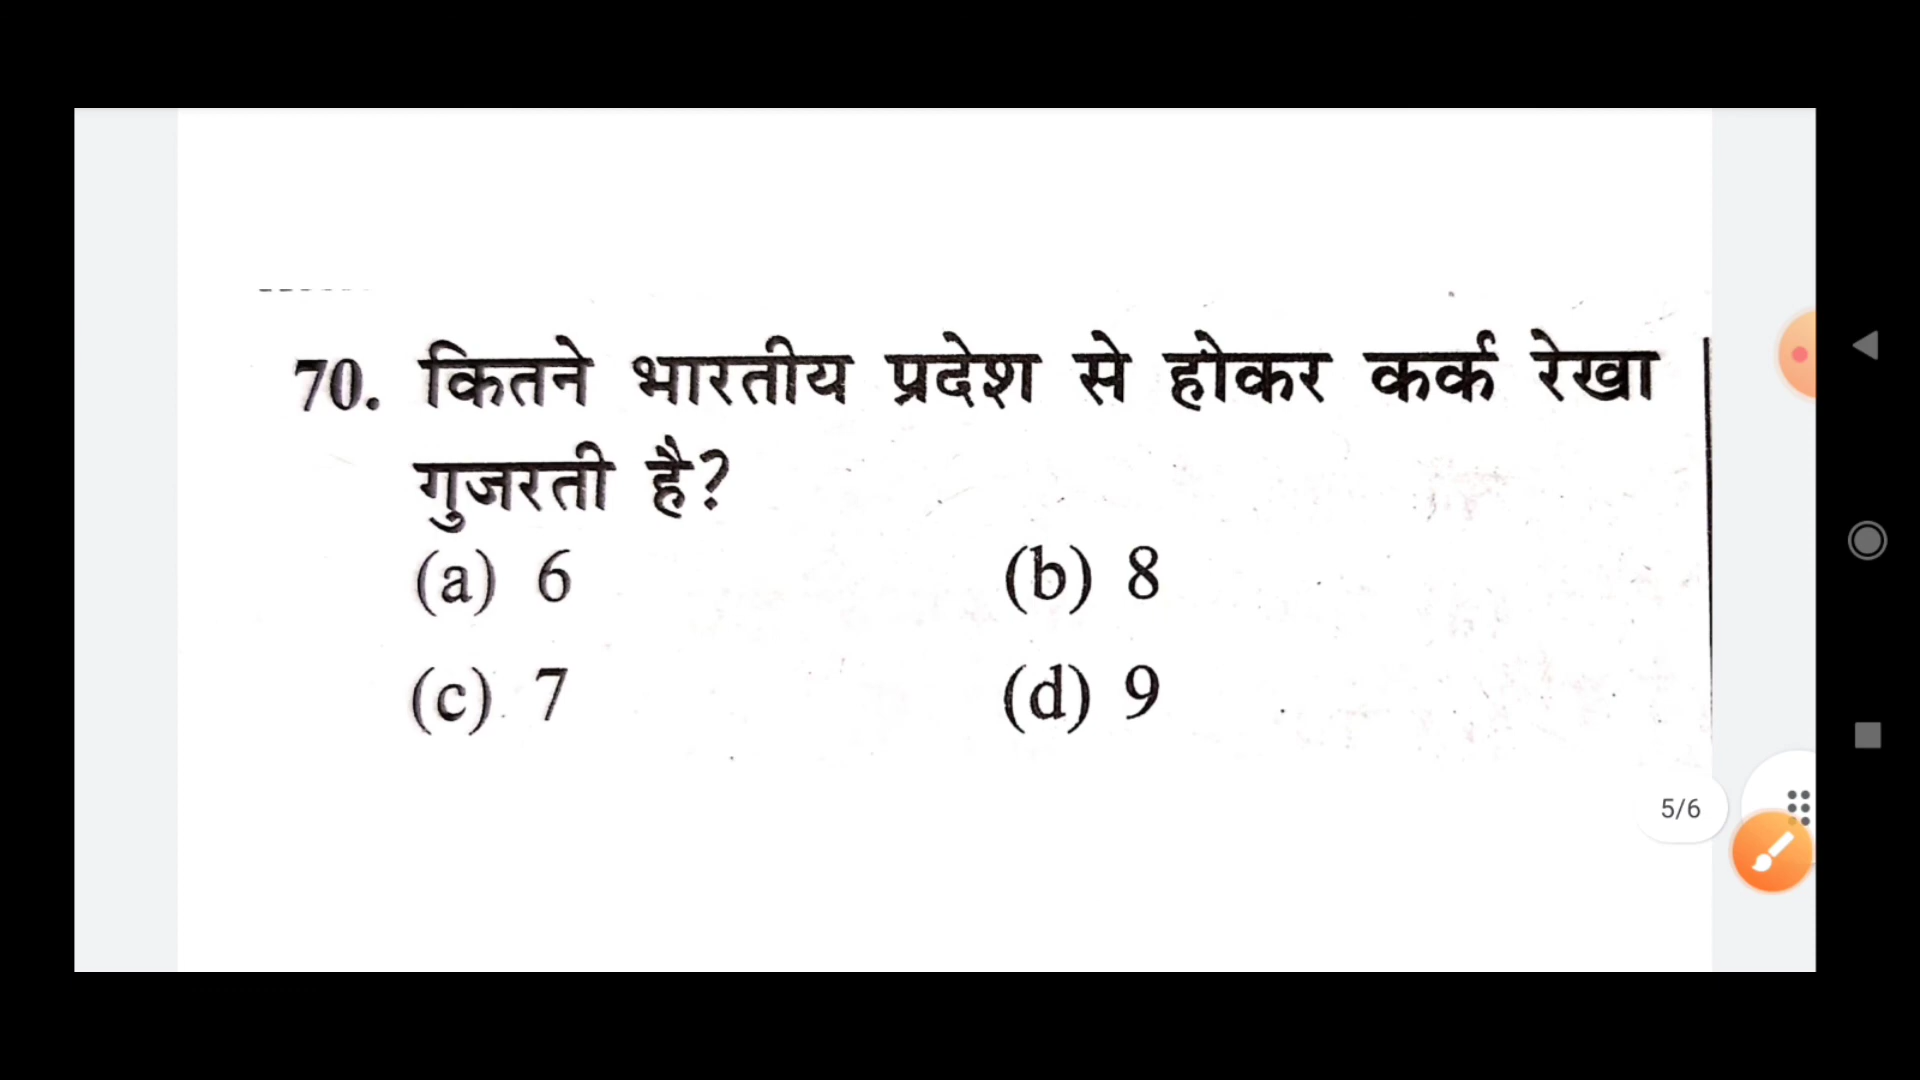 70. कितने भारतीय प्रदेश से होकर कर्क रेखा
गुजरती है?
(a) 6 (b) 8
(c) 7 (d) 9
5/6